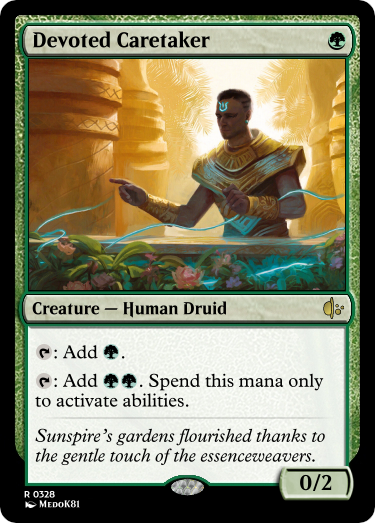 Devoted Caretaker
Creature — Human Druid
: Add .
: Add . Spend this mana only
to activate abilities.
Sunspire's gardens flourished thanks to
the gentle touch of the essenceweavers.
0/2
R 0328
MedoK81